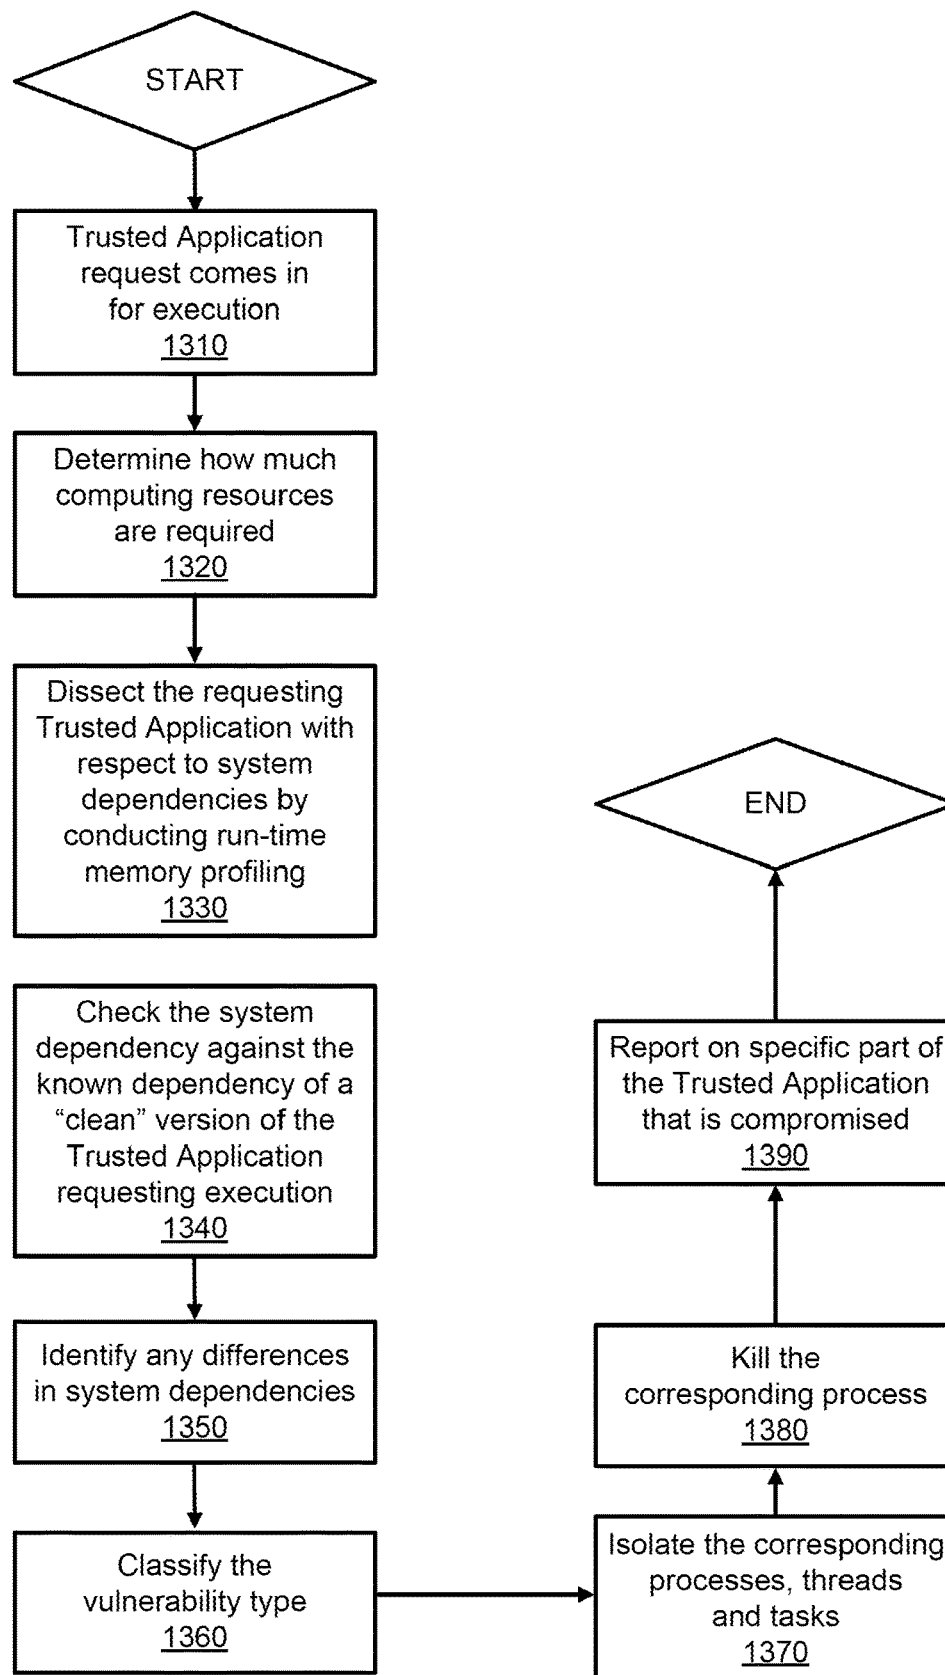 START
Trusted Application
request comes in
for execution
1310
Determine how much
computing resources
are required
1320
Dissect the requesting
Trusted Application with
respect to system
dependencies by
conducting run-time
memory profiling
1330
Check the system
dependency against the
known dependency of a
“clean” version of the
Trusted Application
requesting execution
1340
Identify any differences
in system dependencies
1350
Classify the
vulnerability type
1360
Isolate the corresponding
processes, threads
and tasks
1370
Kill the
corresponding process
1380
Report on specific part of
the Trusted Application
that is compromised
1390
END